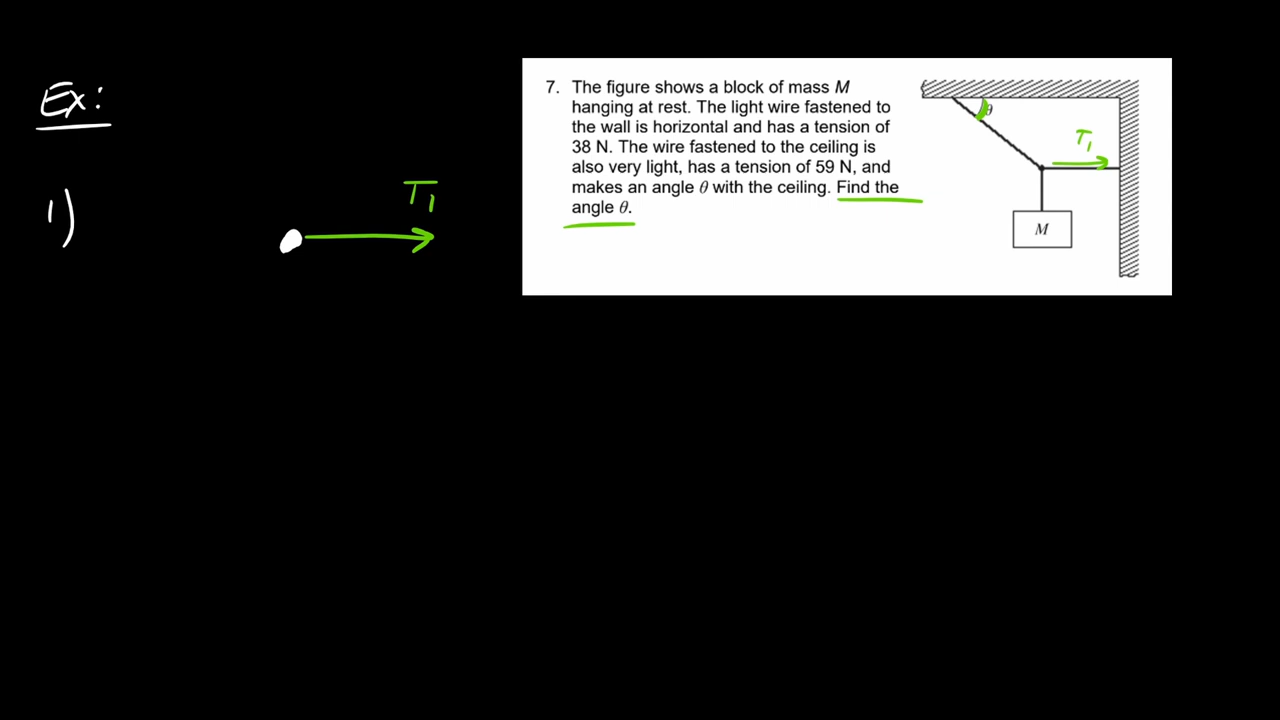 Ex:
1)
T1
7. The figure shows a block of mass M
hanging at rest. The light wire fastened to
the wall is horizontal and has a tension of
38 N. The wire fastened to the ceiling is
also very light, has a tension of 59 N, and
makes an angle θ with the ceiling. Find the
angle θ.
θ
T1
M